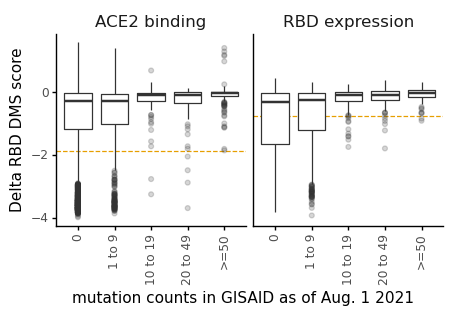 ACE2 binding
RBD expression
Delta RBD DMS score
0
−2
−4
0
1 to 9
10 to 19
20 to 49
>=50
0
1 to 9
10 to 19
20 to 49
>=50
mutation counts in GISAID as of Aug. 1 2021